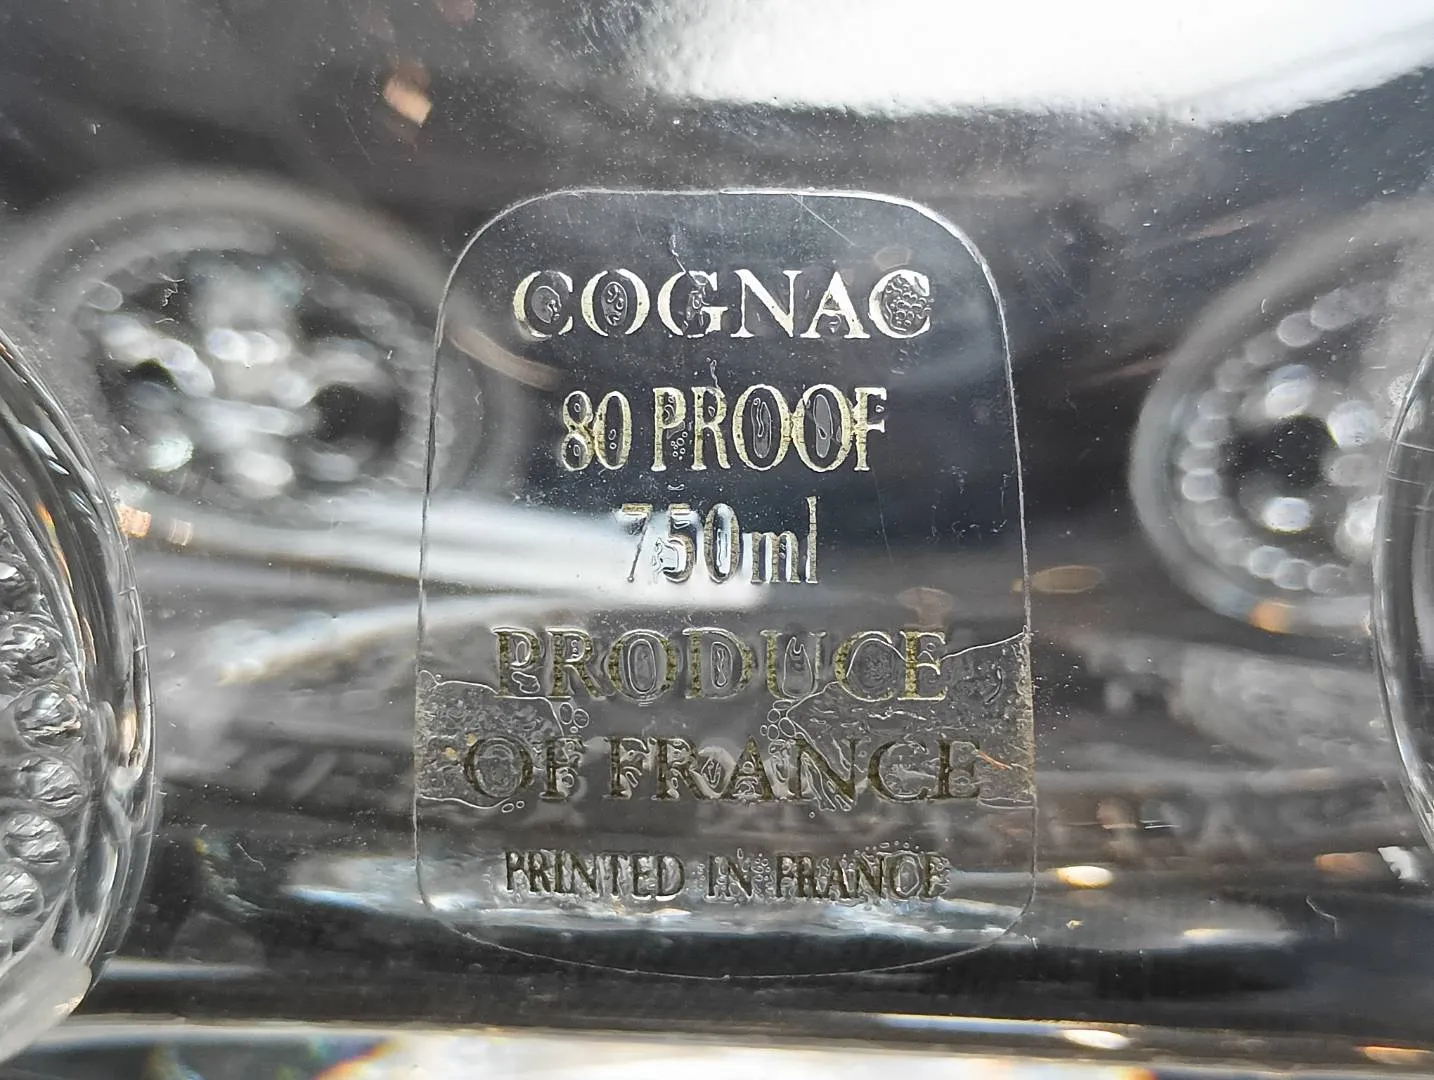 COGNAC
80 PROOF
750ml
PRODUCE
OF FRANCE
PRINTED IN FRANCE